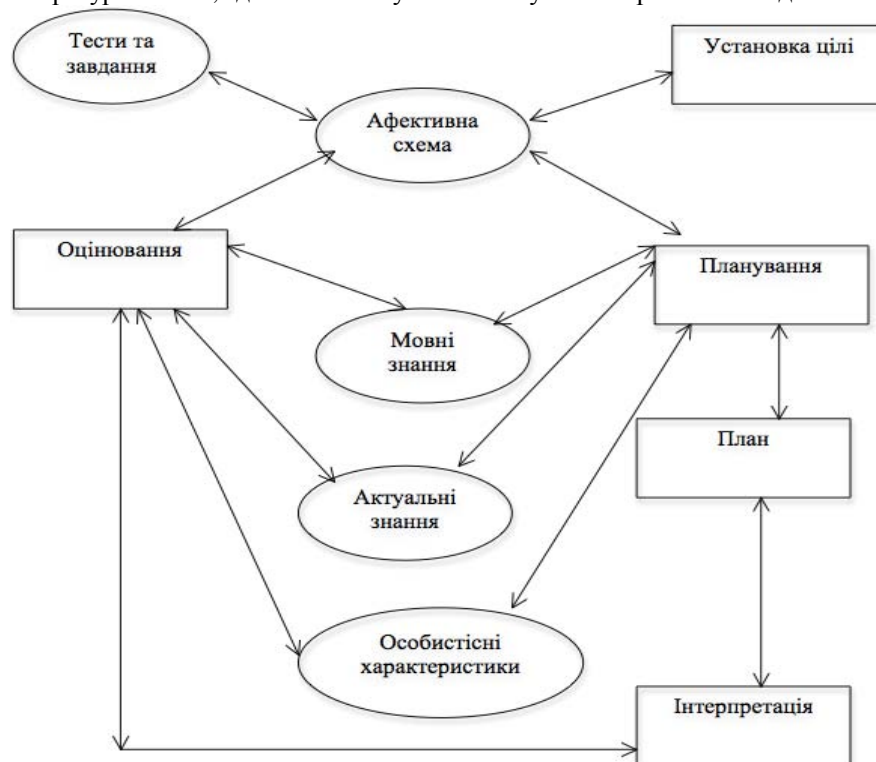 Тести та
завдання
Установка цілі
Афективна
схема
Оцінювання
Планування
Мовні
знання
План
Актуальні
знання
Особистісні
характеристики
Інтерпретація